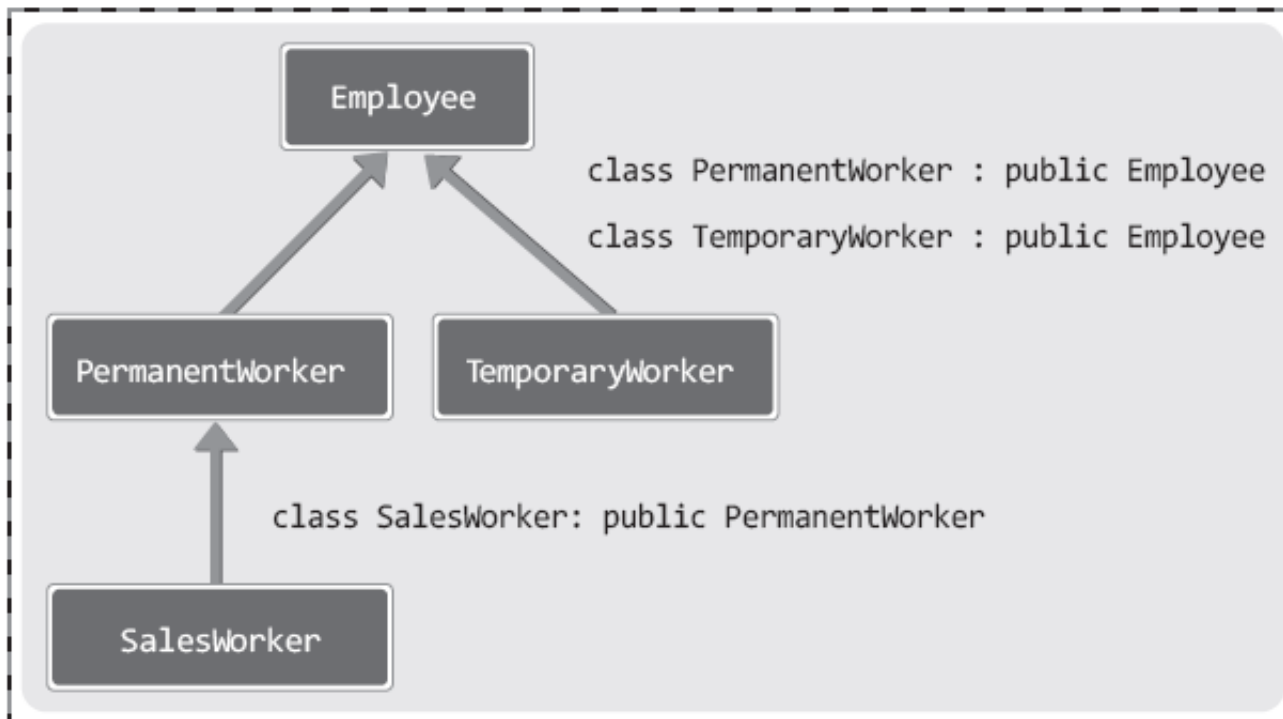 Employee
class PermanentWorker : public Employee
class TemporaryWorker : public Employee
PermanentWorker
TemporaryWorker
class SalesWorker: public PermanentWorker
SalesWorker